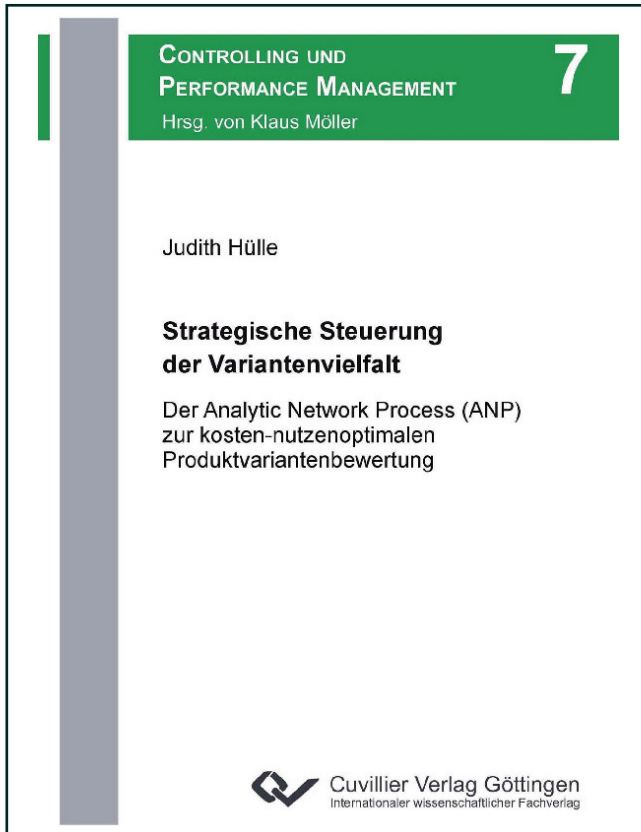 CONTROLLING UND
PERFORMANCE MANAGEMENT
7
Hrsg. von Klaus Möller
Judith Hülle
Strategische Steuerung
der Variantenvielfalt
Der Analytic Network Process (ANP)
zur kosten-nutzenoptimalen
Produktvariantenbewertung
Cuvillier Verlag Göttingen
Internationaler wissenschaftlicher Fachverlag